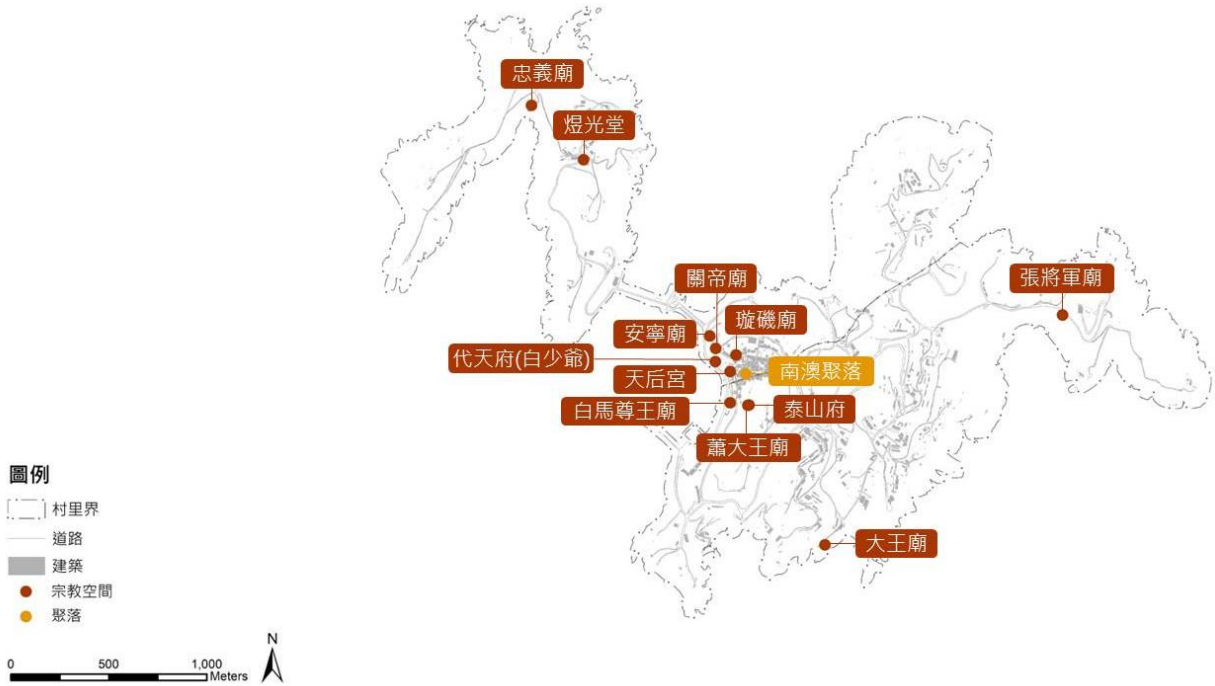 忠義廟
煜光堂
關帝廟
張將軍廟
安寧廟
璇磯廟
代天府(白少爺)
天后宮
南澳聚落
白馬尊王廟
泰山府
蕭大王廟
大王廟
圖例
村里界
道路
建築
宗教空間
聚落
N
0 500 1,000
Meters